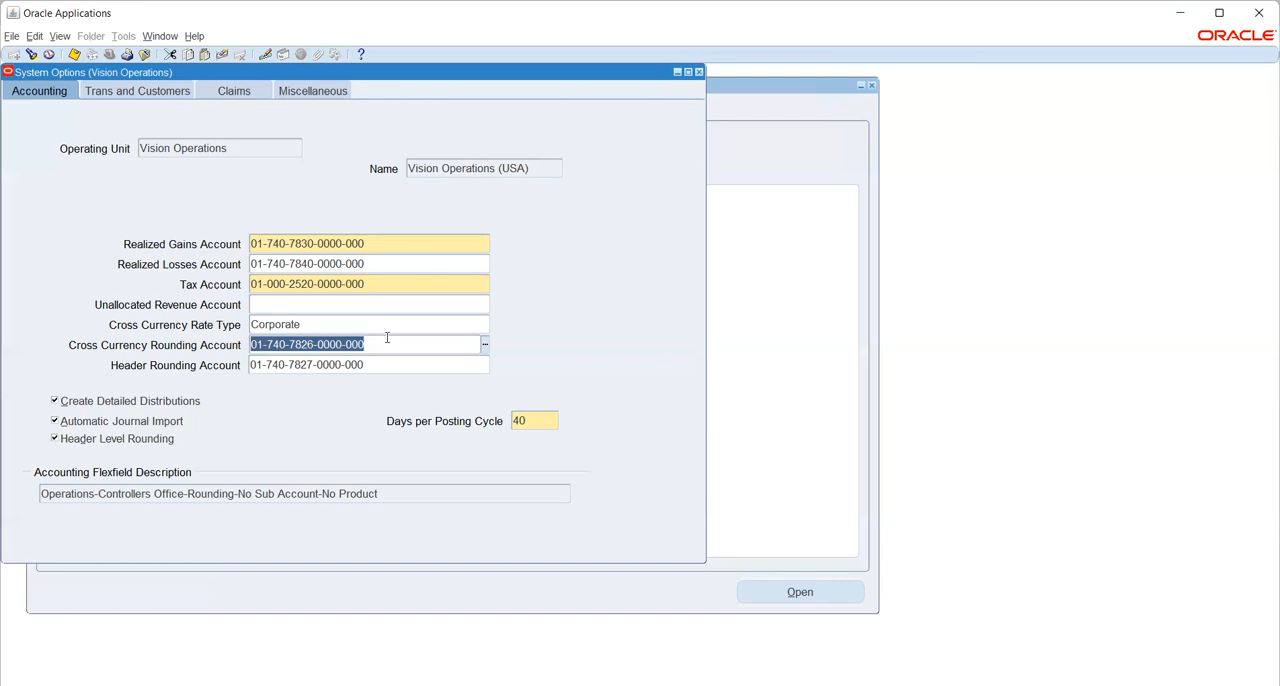 Oracle Applications
File Edit View Folder Tools Window Help
ORACLE
System Options (Vision Operations)
Accounting Trans and Customers Claims Miscellaneous
Operating Unit Vision Operations
Name Vision Operations (USA)
Realized Gains Account 01-740-7830-0000-000
Realized Losses Account 01-740-7840-0000-000
Tax Account 01-000-2520-0000-000
Unallocated Revenue Account
Cross Currency Rate Type Corporate
Cross Currency Rounding Account 01-740-7826-0000-000 ...
Header Rounding Account 01-740-7827-0000-000
Create Detailed Distributions
Automatic Journal Import Days per Posting Cycle 40
Header Level Rounding
Accounting Flexfield Description
Operations-Controllers Office-Rounding-No Sub Account-No Product
Open